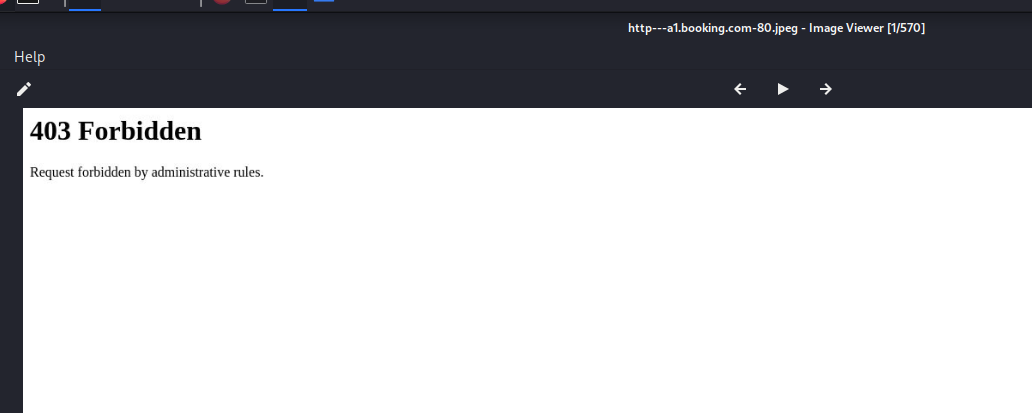 http---a1.booking.com-80.jpeg - Image Viewer [1/570]
Help
403 Forbidden
Request forbidden by administrative rules.